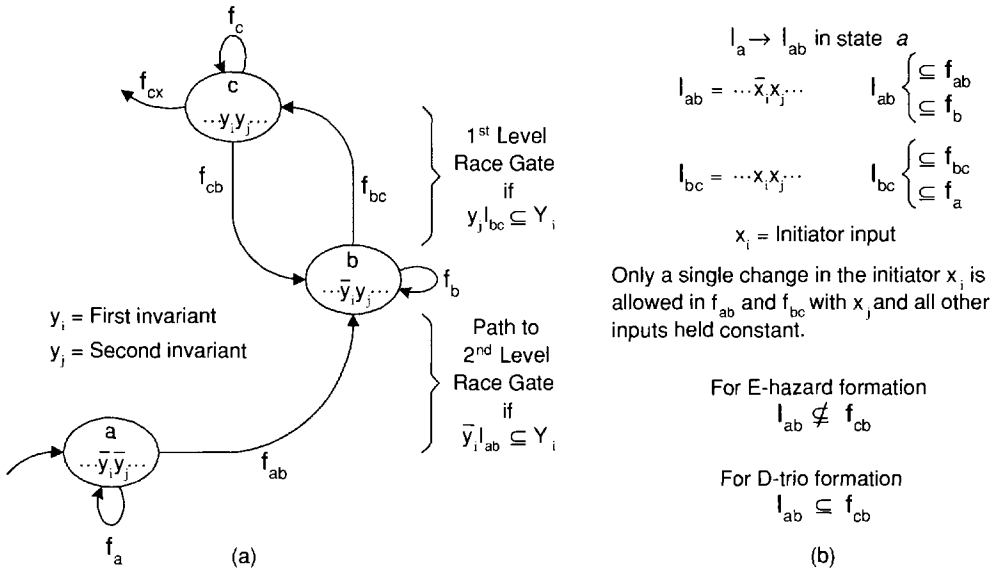 f_c
f_cx
c
…y_i y_j…
f_cb
f_bc
1st Level
Race Gate
if
y_j I_bc ⊆ Y_i
b
…ȳ_i y_j…
f_b
y_i = First invariant
y_j = Second invariant
Path to
2nd Level
Race Gate
if
ȳ_i I_ab ⊆ Y_i
a
…ȳ_i ȳ_j…
f_ab
f_a
(a)
I_a → I_ab in state a
I_ab = …x̄_i x_j…
I_ab { ⊆ f_ab
⊆ f_b
I_bc = …x_i x_j…
I_bc { ⊆ f_bc
⊆ f_a
x_i = Initiator input
Only a single change in the initiator x_i is
allowed in f_ab and f_bc with x_j and all other
inputs held constant.
For E-hazard formation
I_ab ⊈ f_cb
For D-trio formation
I_ab ⊆ f_cb
(b)